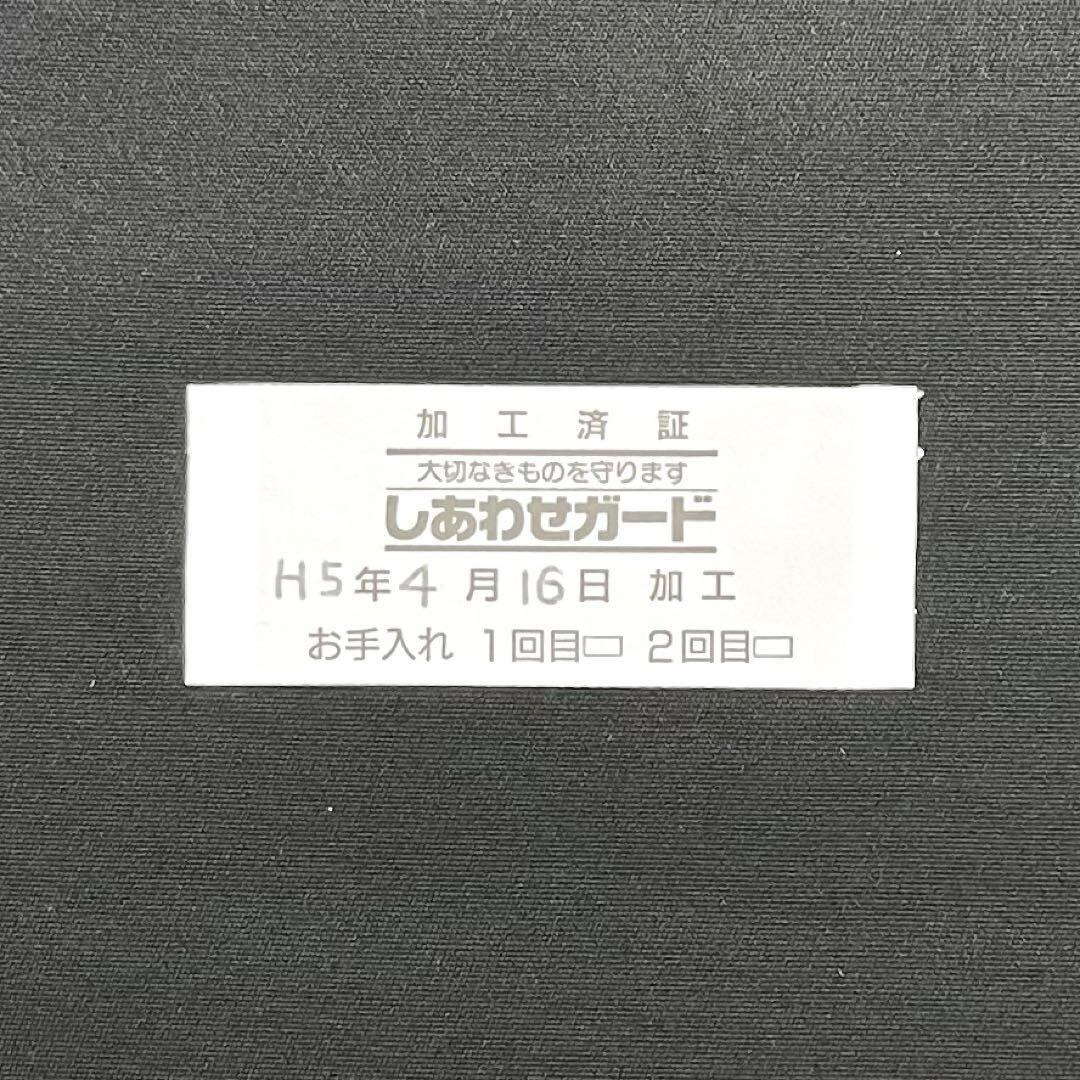 加工済証
大切なきものを守ります
しあわせガード
H5年4月16日 加工
お手入れ 1回目□ 2回目□